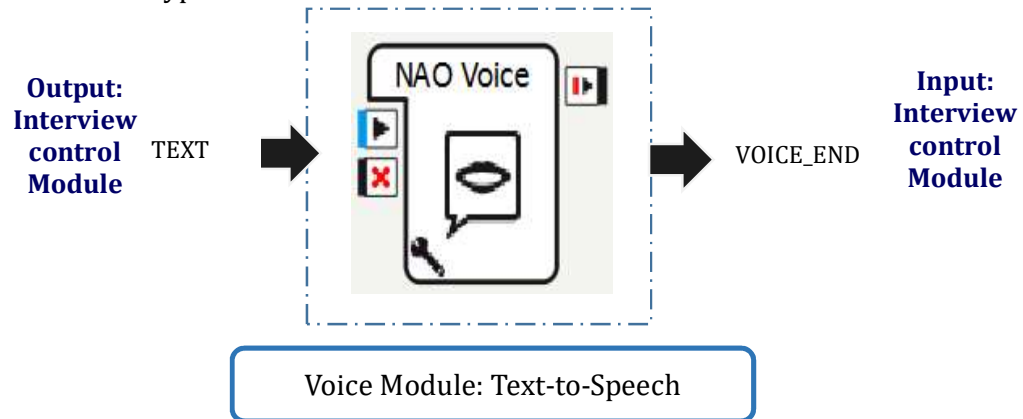 NAO Voice
Output:
Interview
control
Module
TEXT
VOICE_END
Input:
Interview
control
Module
Voice Module: Text-to-Speech